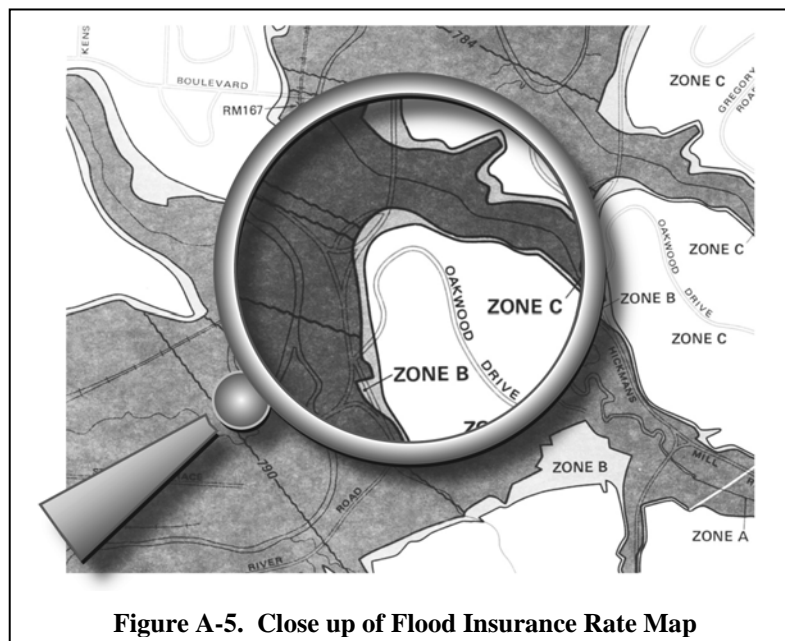 KENS
784
ZONE C
BOULEVARD
GREGORY
ROAD
RM167
ZONE C
OAKWOOD
DRIVE
ZONE B
ZONE C
OAKWOOD
DRIVE
ZONE C
ZONE B
HICKMANS
MILL
ZONE B
790
ROAD
RIVER
ZONE A
Figure A-5. Close up of Flood Insurance Rate Map